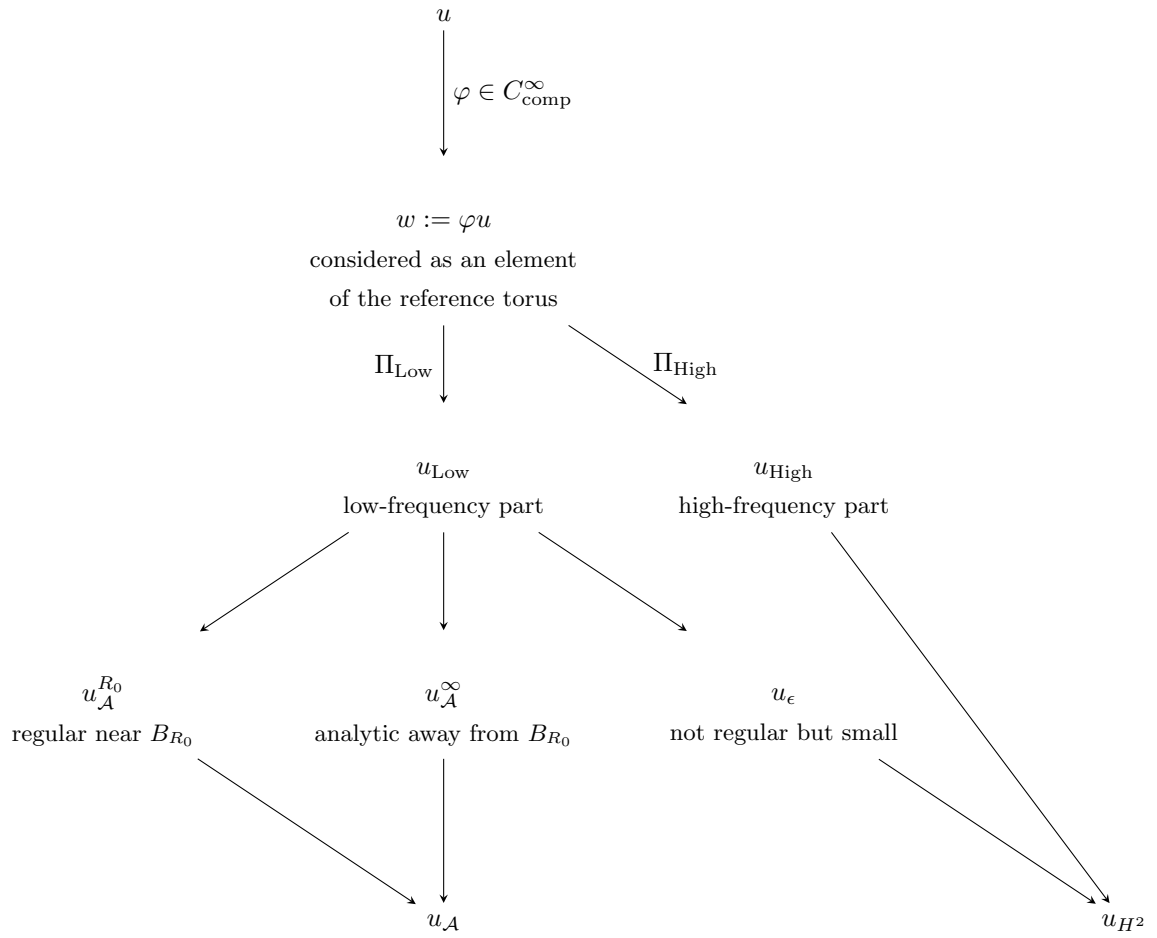 u
φ ∈ C^∞_comp
w := φu
considered as an element
of the reference torus
Π_Low
Π_High
u_Low
u_High
low-frequency part
high-frequency part
u_𝒜^{R_0}
u_𝒜^∞
u_ϵ
regular near B_{R_0}
analytic away from B_{R_0}
not regular but small
u_𝒜
u_{H^2}